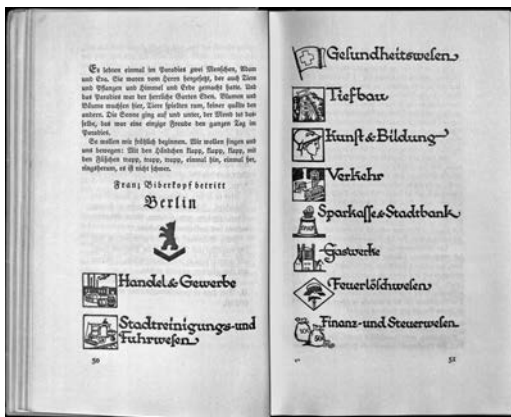 Es lebten einmal im Paradies zwei Menschen, Adam
und Eva. Sie waren vom Herrn hergesetzt, der auch Tiere
und Pflanzen und Himmel und Erde gemacht hatte. Und
das Paradies war der herrliche Garten Eden. Blumen und
Bäume wuchsen hier, Tiere spielten rum, keiner quälte den
andern. Die Sonne ging auf und unter, der Mond tat das-
selbe, das war eine einzige Freude den ganzen Tag im
Paradies.
So wollen wir fröhlich beginnen. Wir wollen singen und
uns bewegen: Mit den Händchen klapp, klapp, klapp, mit
den Füßchen trapp, trapp, trapp, einmal hin, einmal her,
ringsherum, es ist nicht schwer.
Franz Biberkopf betritt
Berlin
Handel & Gewerbe
Stadtreinigungs- und
Fuhrwesen
50
Gesundheitswesen
Tiefbau
Kunst & Bildung
Verkehr
Sparkasse & Stadtbank
Gaswerke
Feuerlöschwesen
Finanz- und Steuerwesen
51